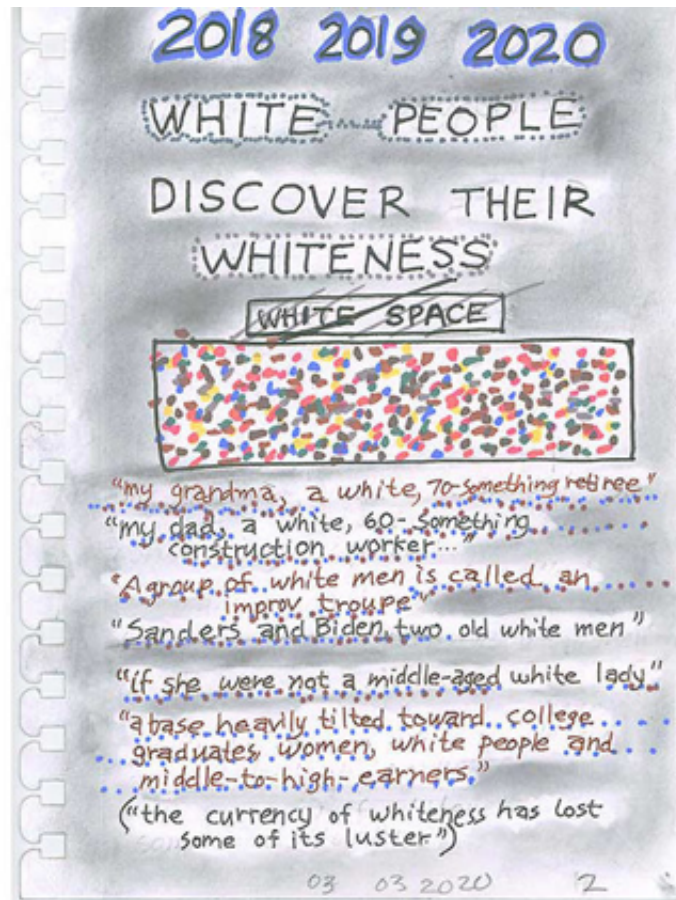 2018 2019 2020
WHITE PEOPLE
DISCOVER THEIR
WHITENESS
WHITE SPACE
"my grandma, a white, 70-something retiree"
"my dad, a white, 60-something
construction worker..."
"A group of white men is called an
improv troupe"
"Sanders and Biden, two old white men"
"if she were not a middle-aged white lady"
"a base heavily tilted toward college
graduates, women, white people and
middle-to-high-earners."
("the currency of whiteness has lost
some of its luster")
03 03 2020 2